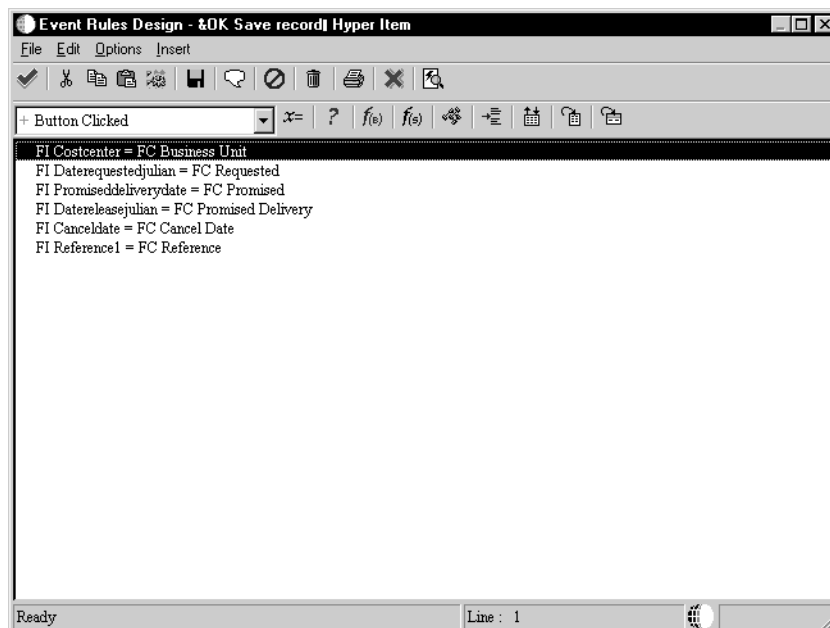 Event Rules Design - &OK Save record| Hyper Item
File Edit Options Insert
+ Button Clicked
x= ? f(B) f(s)
FI Costcenter = FC Business Unit
FI Daterequestedjulian = FC Requested
FI Promiseddeliverydate = FC Promised
FI Datereleasejulian = FC Promised Delivery
FI Canceldate = FC Cancel Date
FI Reference1 = FC Reference
Ready Line : 1